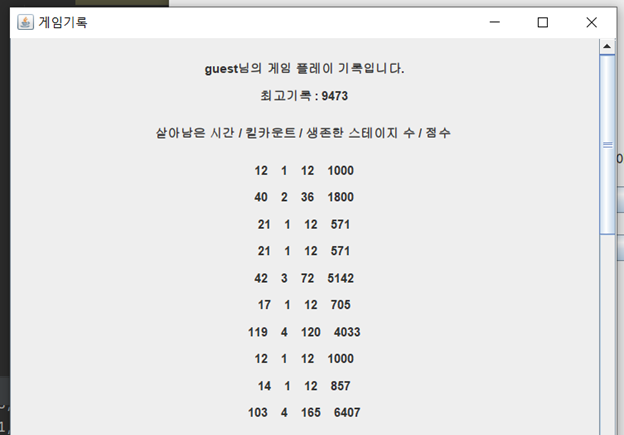 게임기록
guest님의 게임 플레이 기록입니다.
최고기록 : 9473
살아남은 시간 / 킬카운트 / 생존한 스테이지 수 / 점수
12 1 12 1000
40 2 36 1800
21 1 12 571
21 1 12 571
42 3 72 5142
17 1 12 705
119 4 120 4033
12 1 12 1000
14 1 12 857
103 4 165 6407